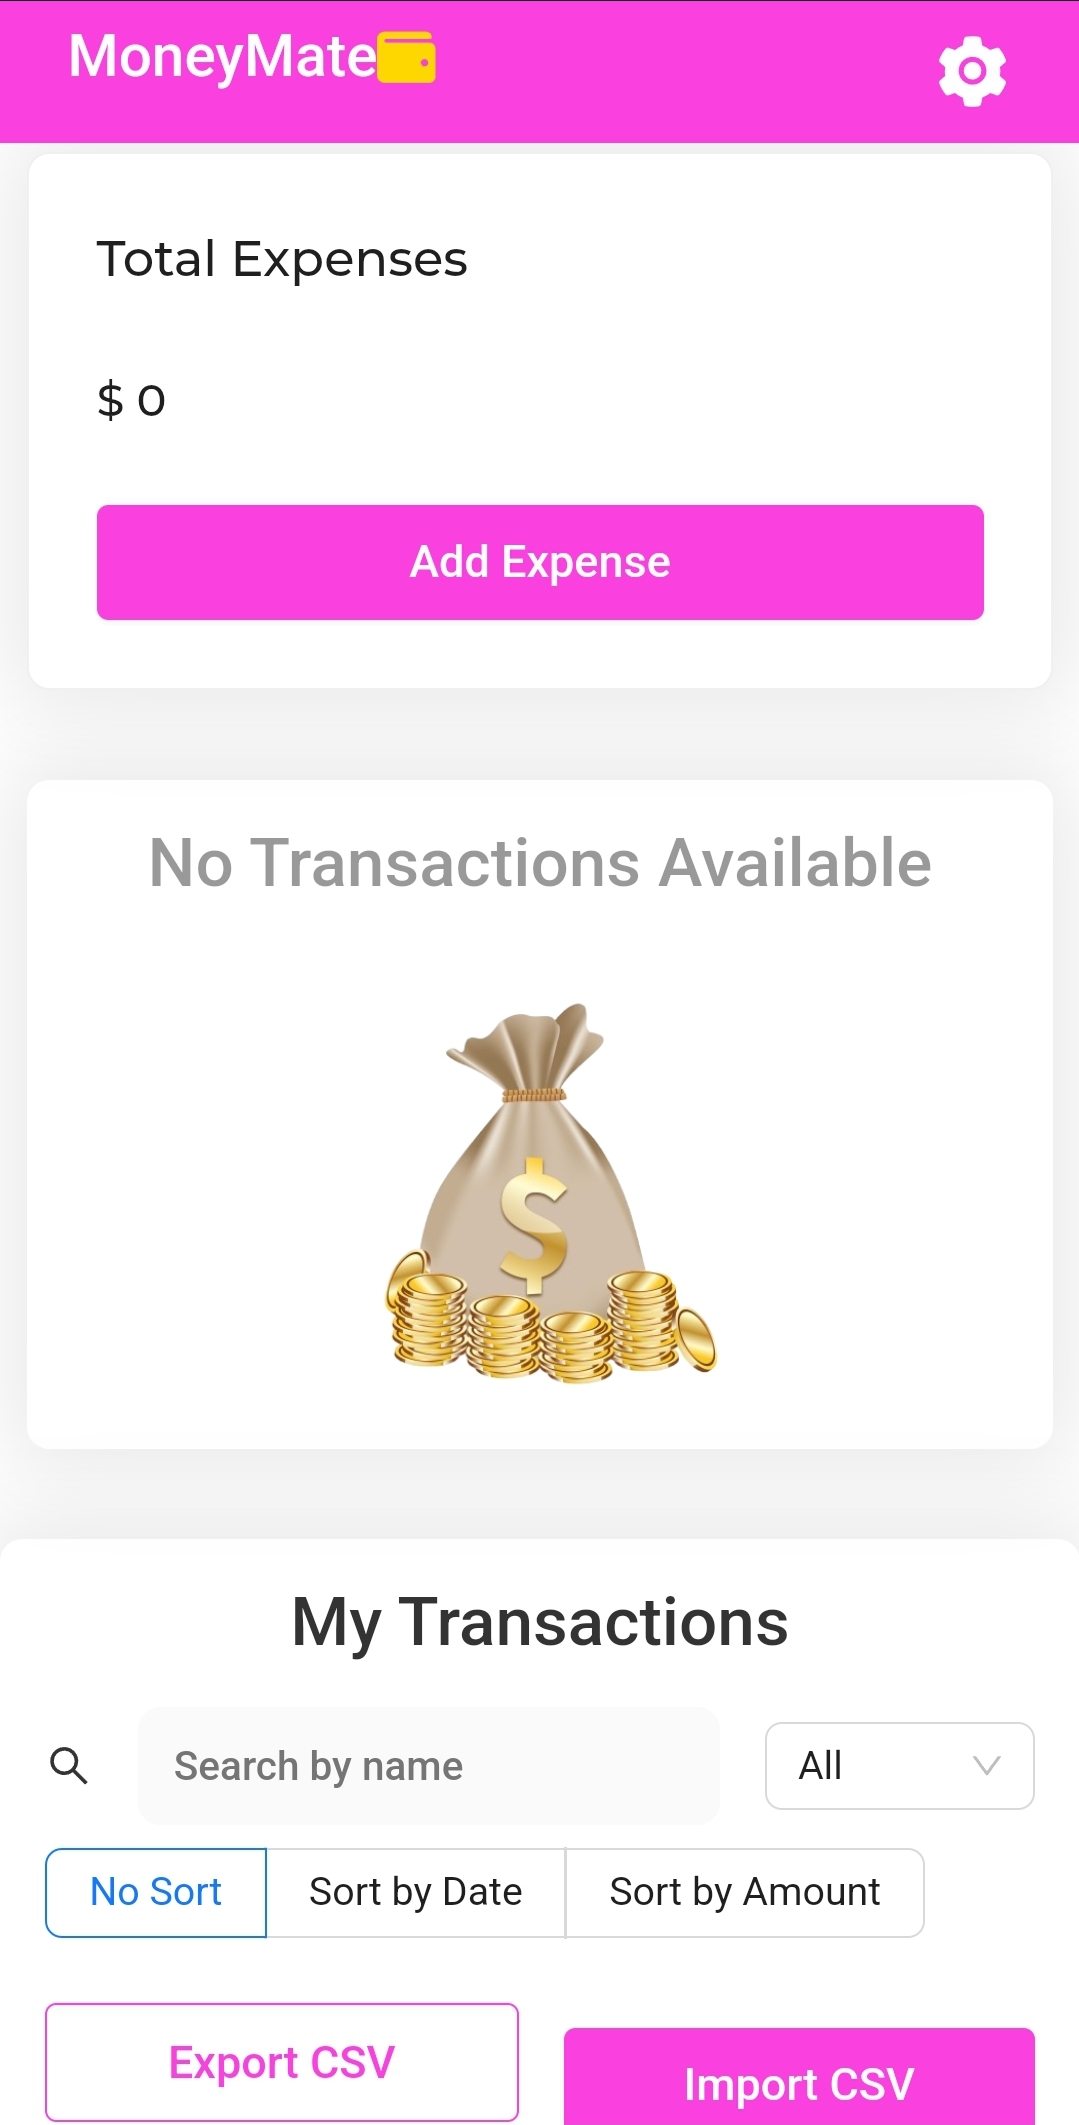 MoneyMate
Total Expenses
$ 0
Add Expense
No Transactions Available
$
My Transactions
Search by name
All
No Sort
Sort by Date
Sort by Amount
Export CSV
Import CSV